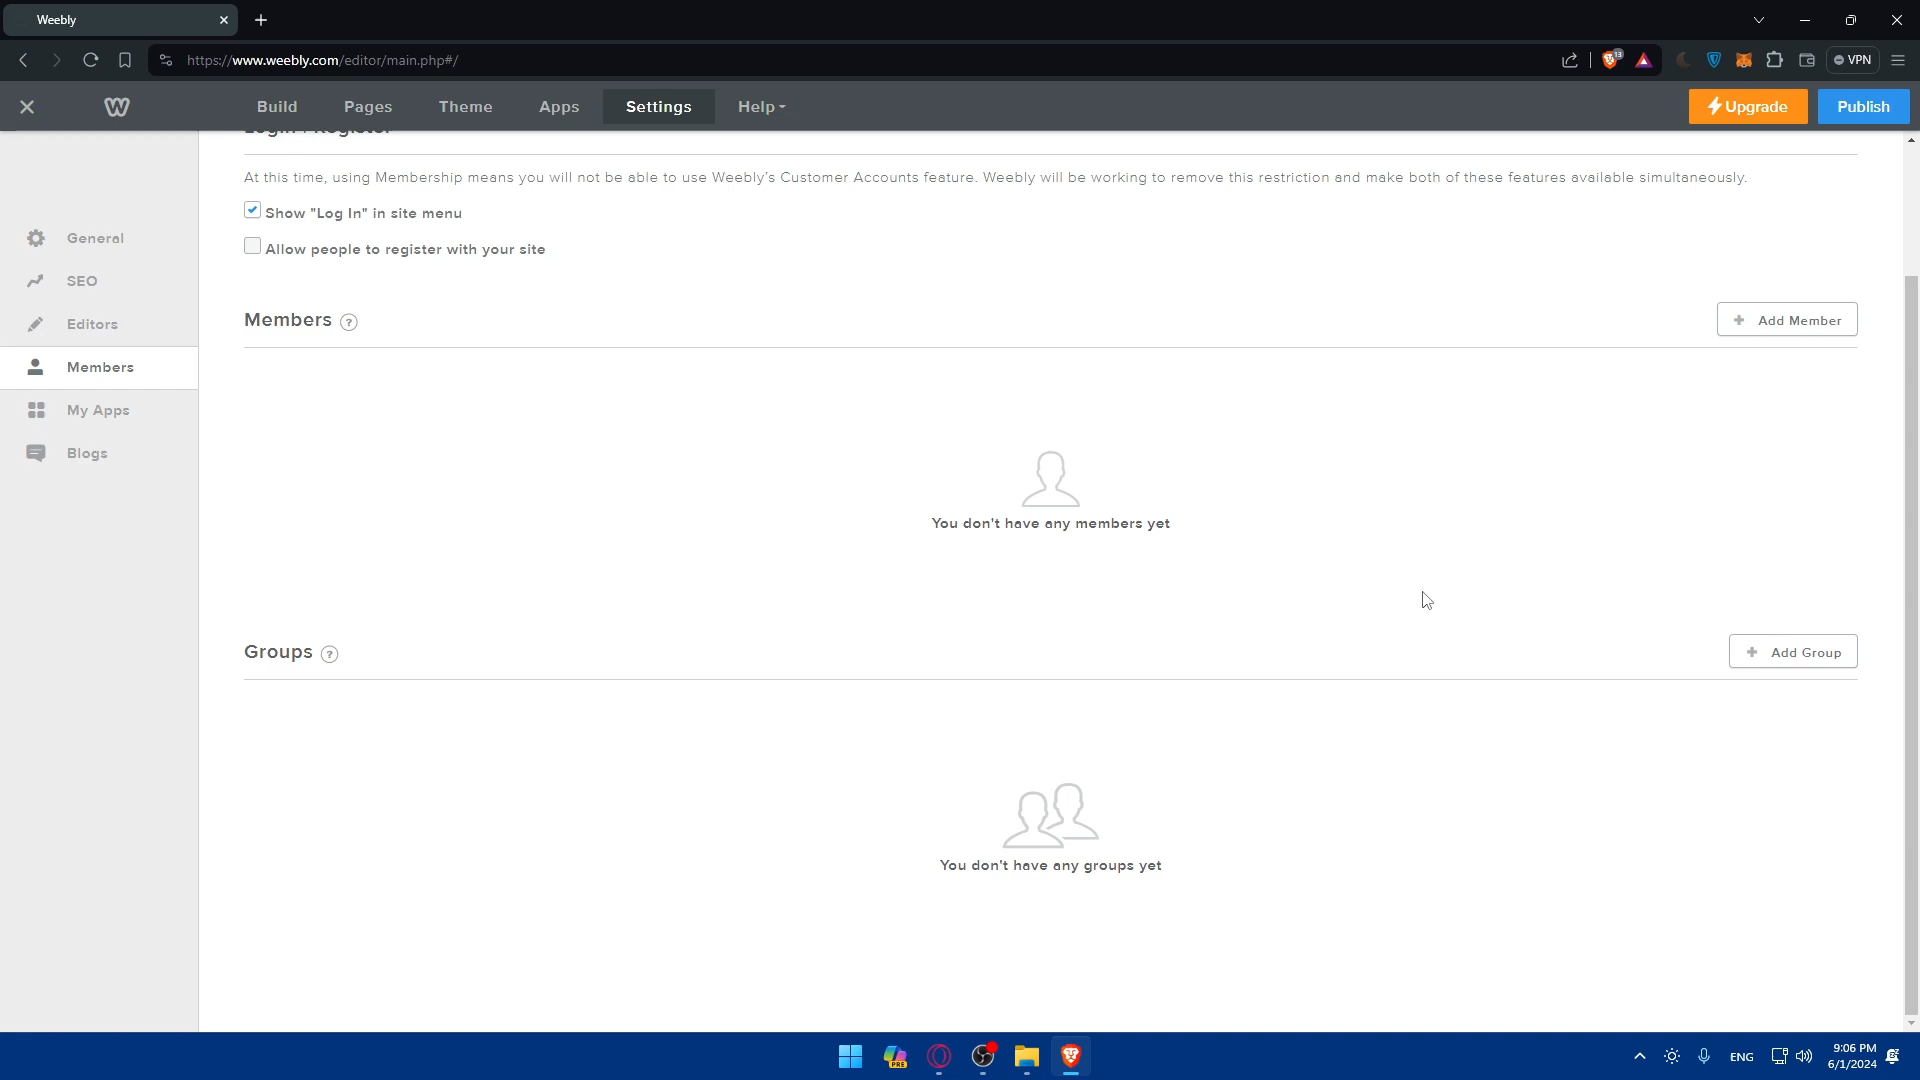 Weebly
https://www.weebly.com/editor/main.php#/
VPN
Build
Pages
Theme
Apps
Settings
Help
Upgrade
Publish
At this time, using Membership means you will not be able to use Weebly's Customer Accounts feature. Weebly will be working to remove this restriction and make both of these features available simultaneously.
Show "Log In" in site menu
Allow people to register with your site
General
SEO
Editors
Members
My Apps
Blogs
Members ?
+ Add Member
You don't have any members yet
Groups ?
+ Add Group
You don't have any groups yet
PRE
ENG
9:06 PM
6/1/2024